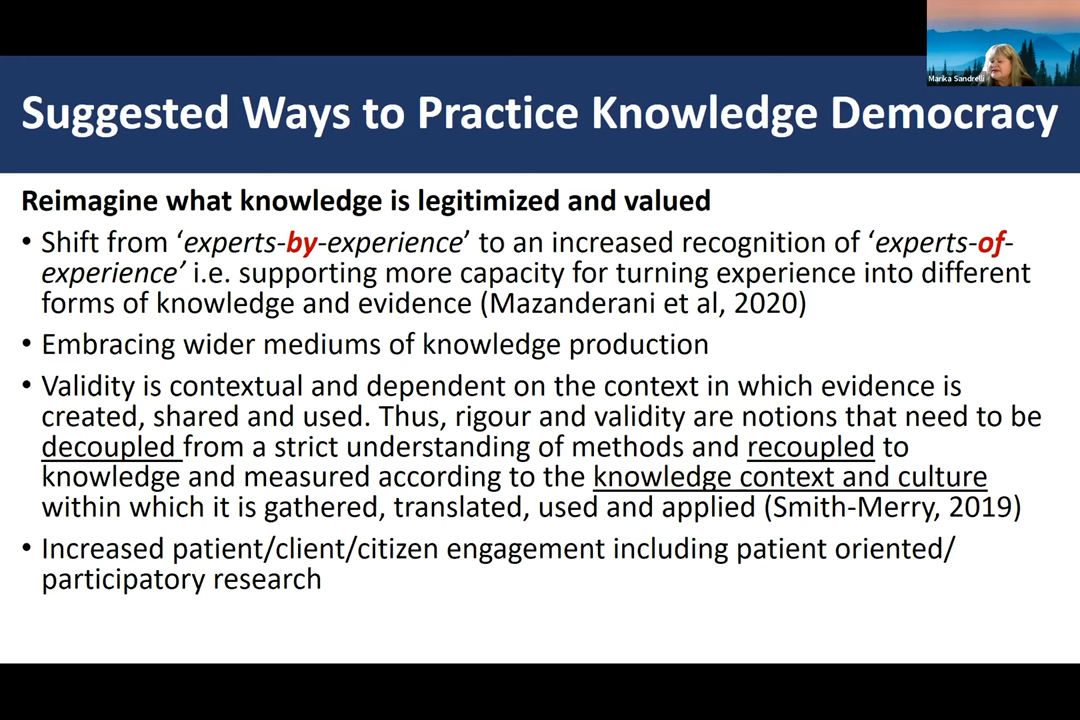 Marika Sandrelli
Suggested Ways to Practice Knowledge Democracy
Reimagine what knowledge is legitimized and valued
• Shift from ‘experts-by-experience’ to an increased recognition of ‘experts-of-
experience’ i.e. supporting more capacity for turning experience into different
forms of knowledge and evidence (Mazanderani et al, 2020)
• Embracing wider mediums of knowledge production
• Validity is contextual and dependent on the context in which evidence is
created, shared and used. Thus, rigour and validity are notions that need to be
decoupled from a strict understanding of methods and recoupled to
knowledge and measured according to the knowledge context and culture
within which it is gathered, translated, used and applied (Smith-Merry, 2019)
• Increased patient/client/citizen engagement including patient oriented/
participatory research